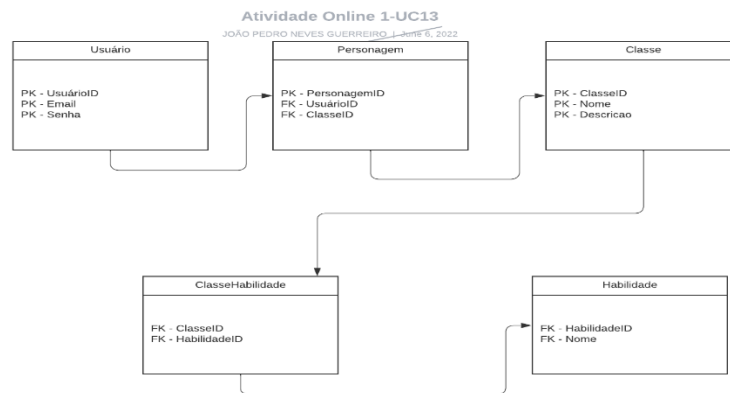 Atividade Online 1-UC13
JOÃO PEDRO NEVES GUERREIRO | June 6, 2022
Usuário
PK - UsuárioID
PK - Email
PK - Senha
Personagem
PK - PersonagemID
FK - UsuárioID
FK - ClasseID
Classe
PK - ClasseID
PK - Nome
PK - Descricao
ClasseHabilidade
FK - ClasseID
FK - HabilidadeID
Habilidade
FK - HabilidadeID
FK - Nome